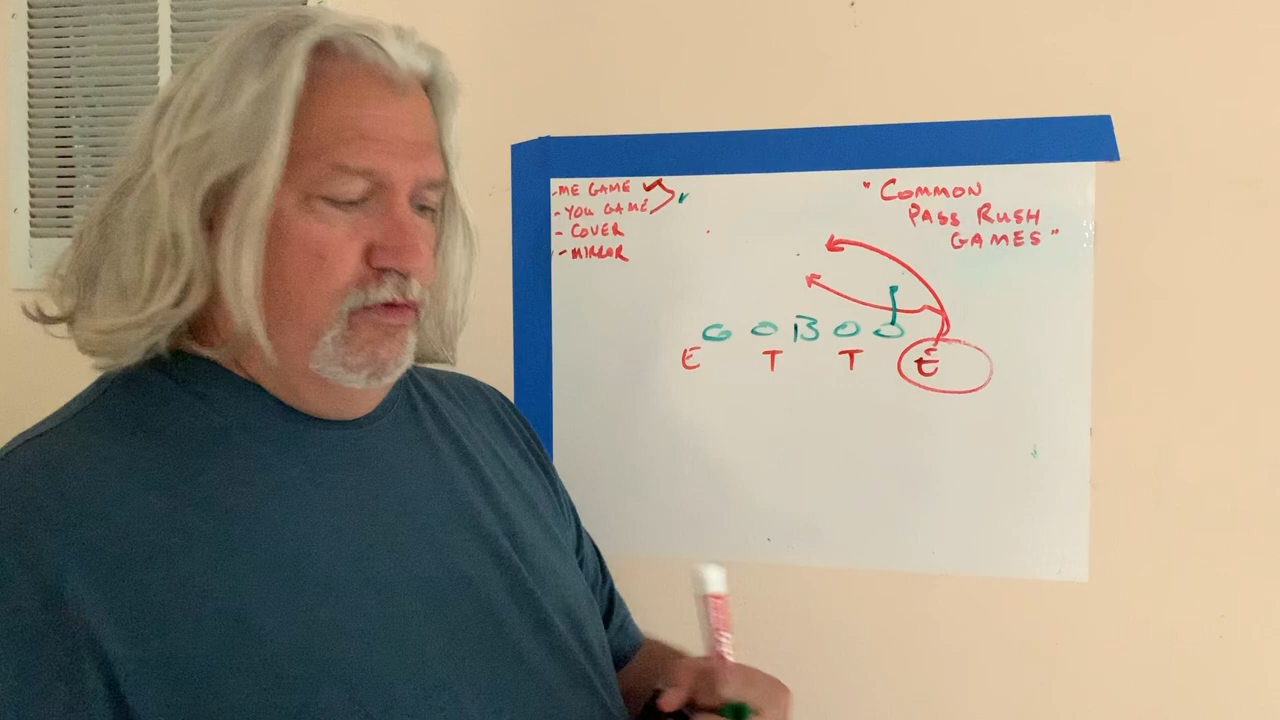 -ME GAME
-YOU GAME
- COVER
- MIRROR
" COMMON
PASS RUSH
GAMES "
O O B O O
E T T E